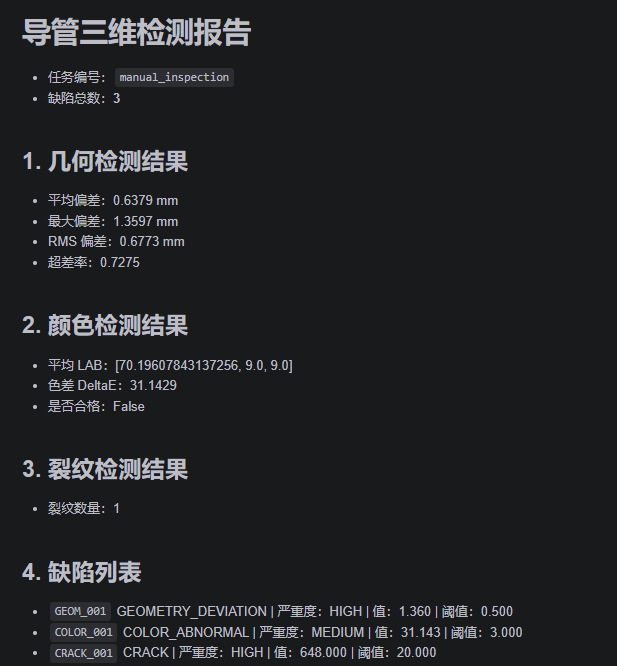 导管三维检测报告
任务编号： manual_inspection
缺陷总数：3
1. 几何检测结果
平均偏差：0.6379 mm
最大偏差：1.3597 mm
RMS 偏差：0.6773 mm
超差率：0.7275
2. 颜色检测结果
平均 LAB：[70.19607843137256, 9.0, 9.0]
色差 DeltaE：31.1429
是否合格：False
3. 裂纹检测结果
裂纹数量：1
4. 缺陷列表
GEOM_001 GEOMETRY_DEVIATION | 严重度：HIGH | 值：1.360 | 阈值：0.500
COLOR_001 COLOR_ABNORMAL | 严重度：MEDIUM | 值：31.143 | 阈值：3.000
CRACK_001 CRACK | 严重度：HIGH | 值：648.000 | 阈值：20.000